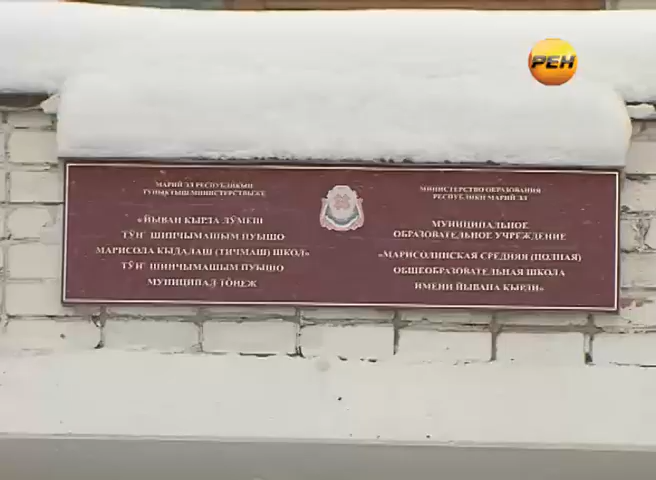 РЕН
МАРИЙ ЭЛ РЕСПУБЛИКЫН
ТУНЫКТЫШ МИНИСТЕРСТВЫЖЕ
«ЙЫВАН КЫРЛА ЛӰМЕШ
ТӰҤ ШИНЧЫМАШЫМ ПУЫШО
МАРИСОЛА КЫДАЛАШ (ТИЧМАШ) ШКОЛ»
ТӰҤ ШИНЧЫМАШЫМ ПУЫШО
МУНИЦИПАЛ ТӦНЕЖ
МИНИСТЕРСТВО ОБРАЗОВАНИЯ
РЕСПУБЛИКИ МАРИЙ ЭЛ
МУНИЦИПАЛЬНОЕ
ОБРАЗОВАТЕЛЬНОЕ УЧРЕЖДЕНИЕ
«МАРИСОЛИНСКАЯ СРЕДНЯЯ (ПОЛНАЯ)
ОБЩЕОБРАЗОВАТЕЛЬНАЯ ШКОЛА
ИМЕНИ ЙЫВАНА КЫРЛИ»